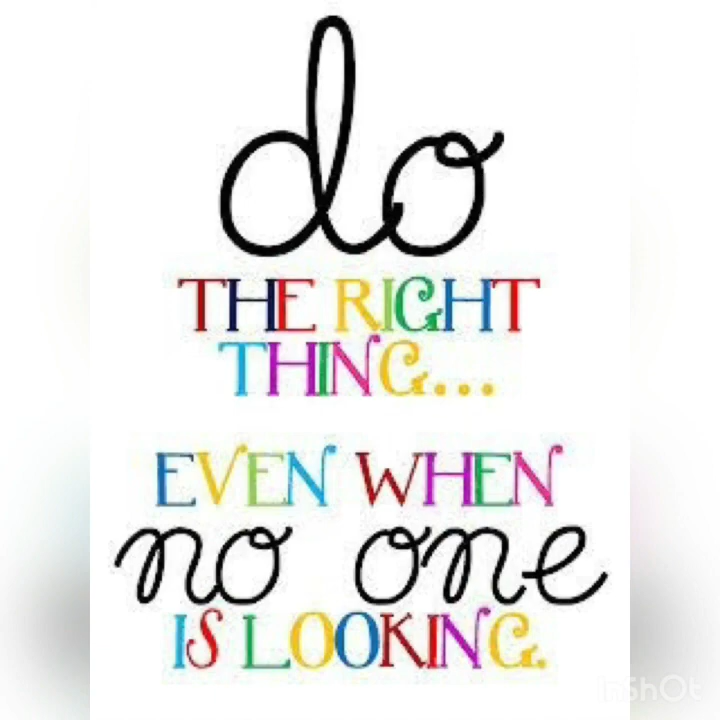 do
THE RIGHT
THING...
EVEN WHEN
no one
IS LOOKING.
InShOt